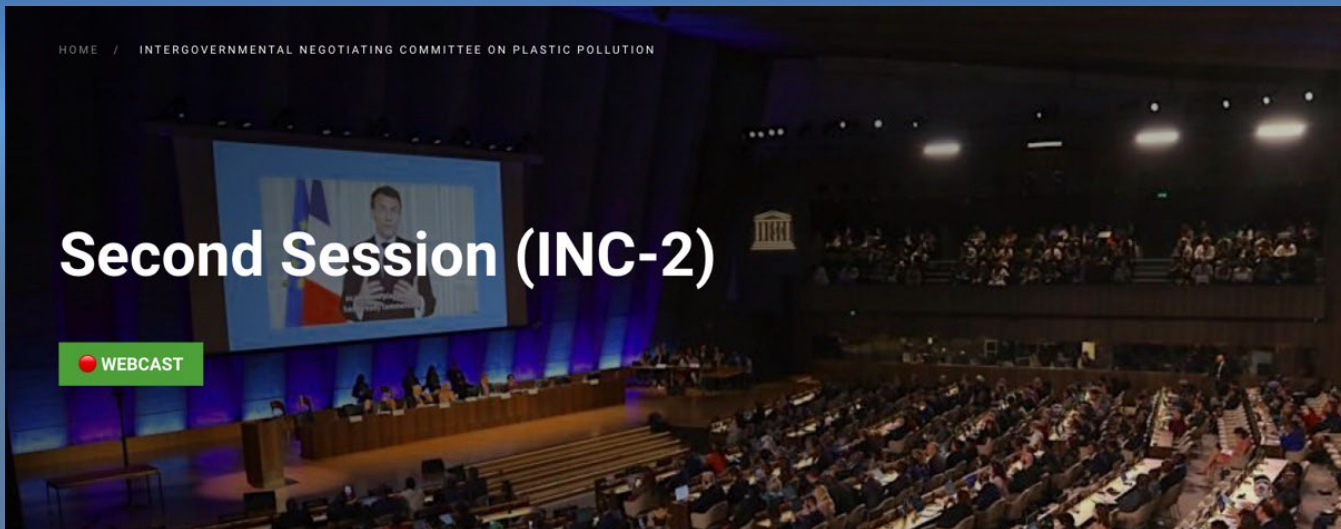 HOME / INTERGOVERNMENTAL NEGOTIATING COMMITTEE ON PLASTIC POLLUTION
Second Session (INC-2)
WEBCAST